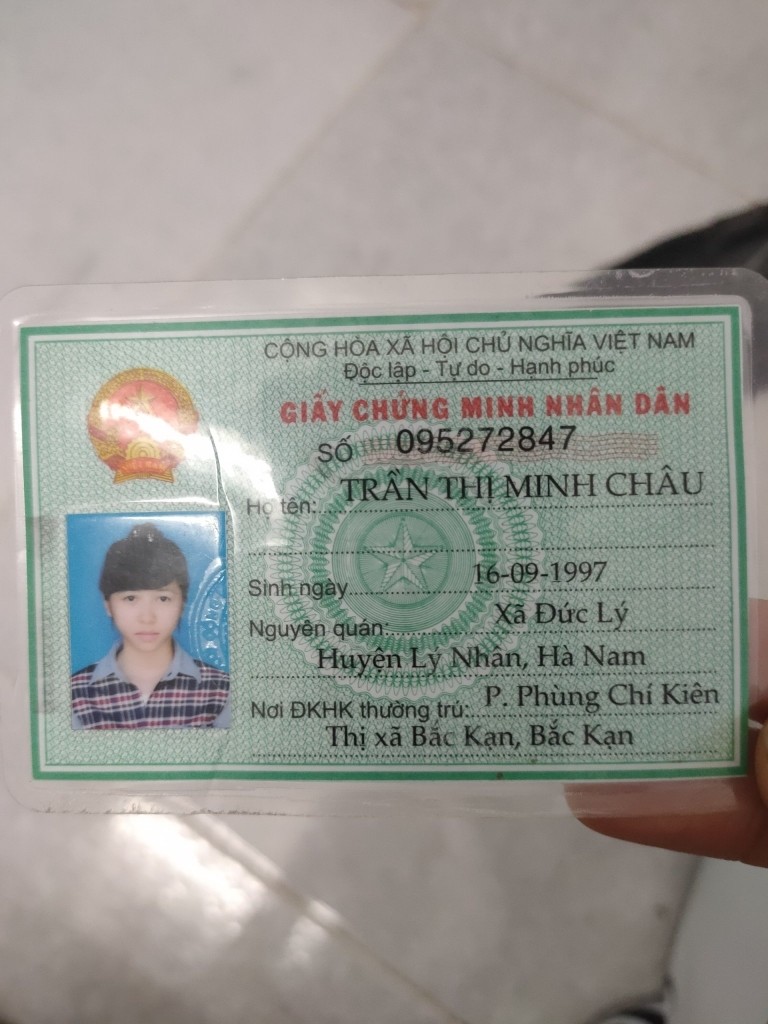 CỘNG HÒA XÃ HỘI CHỦ NGHĨA VIỆT NAM
Độc lập - Tự do - Hạnh phúc
GIẤY CHỨNG MINH NHÂN DÂN
SỐ 095272847
Họ tên: TRẦN THỊ MINH CHÂU
Sinh ngày 16-09-1997
Nguyên quán: Xã Đức Lý
Huyện Lý Nhân, Hà Nam
Nơi ĐKHK thường trú: P. Phùng Chí Kiên
Thị xã Bắc Kạn, Bắc Kạn